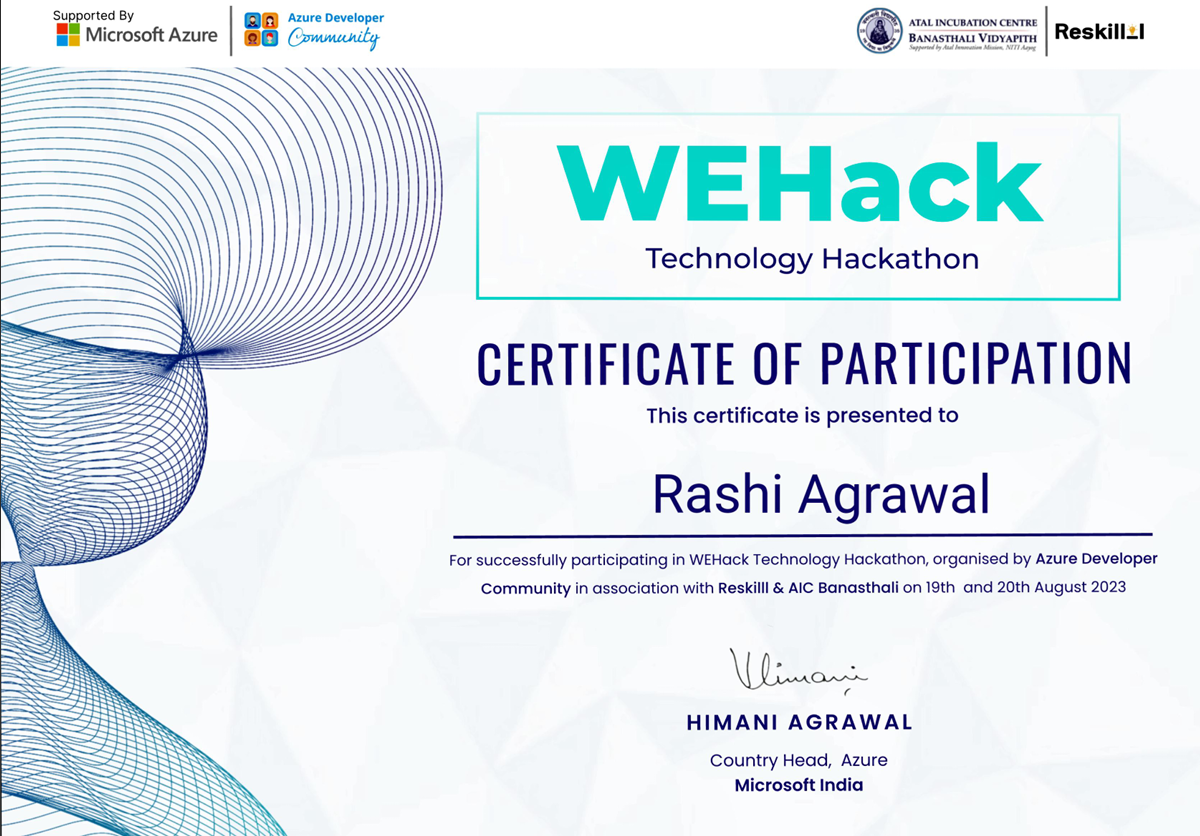 Supported By
Microsoft Azure
Azure Developer
Community
ATAL INCUBATION CENTRE
BANASTHALI VIDYAPITH
Supported by Atal Innovation Mission, NITI Aayog
Reskilll
WEHack
Technology Hackathon
CERTIFICATE OF PARTICIPATION
This certificate is presented to
Rashi Agrawal
For successfully participating in WEHack Technology Hackathon, organised by Azure Developer
Community in association with Reskilll & AIC Banasthali on 19th and 20th August 2023
Himani
HIMANI AGRAWAL
Country Head, Azure
Microsoft India